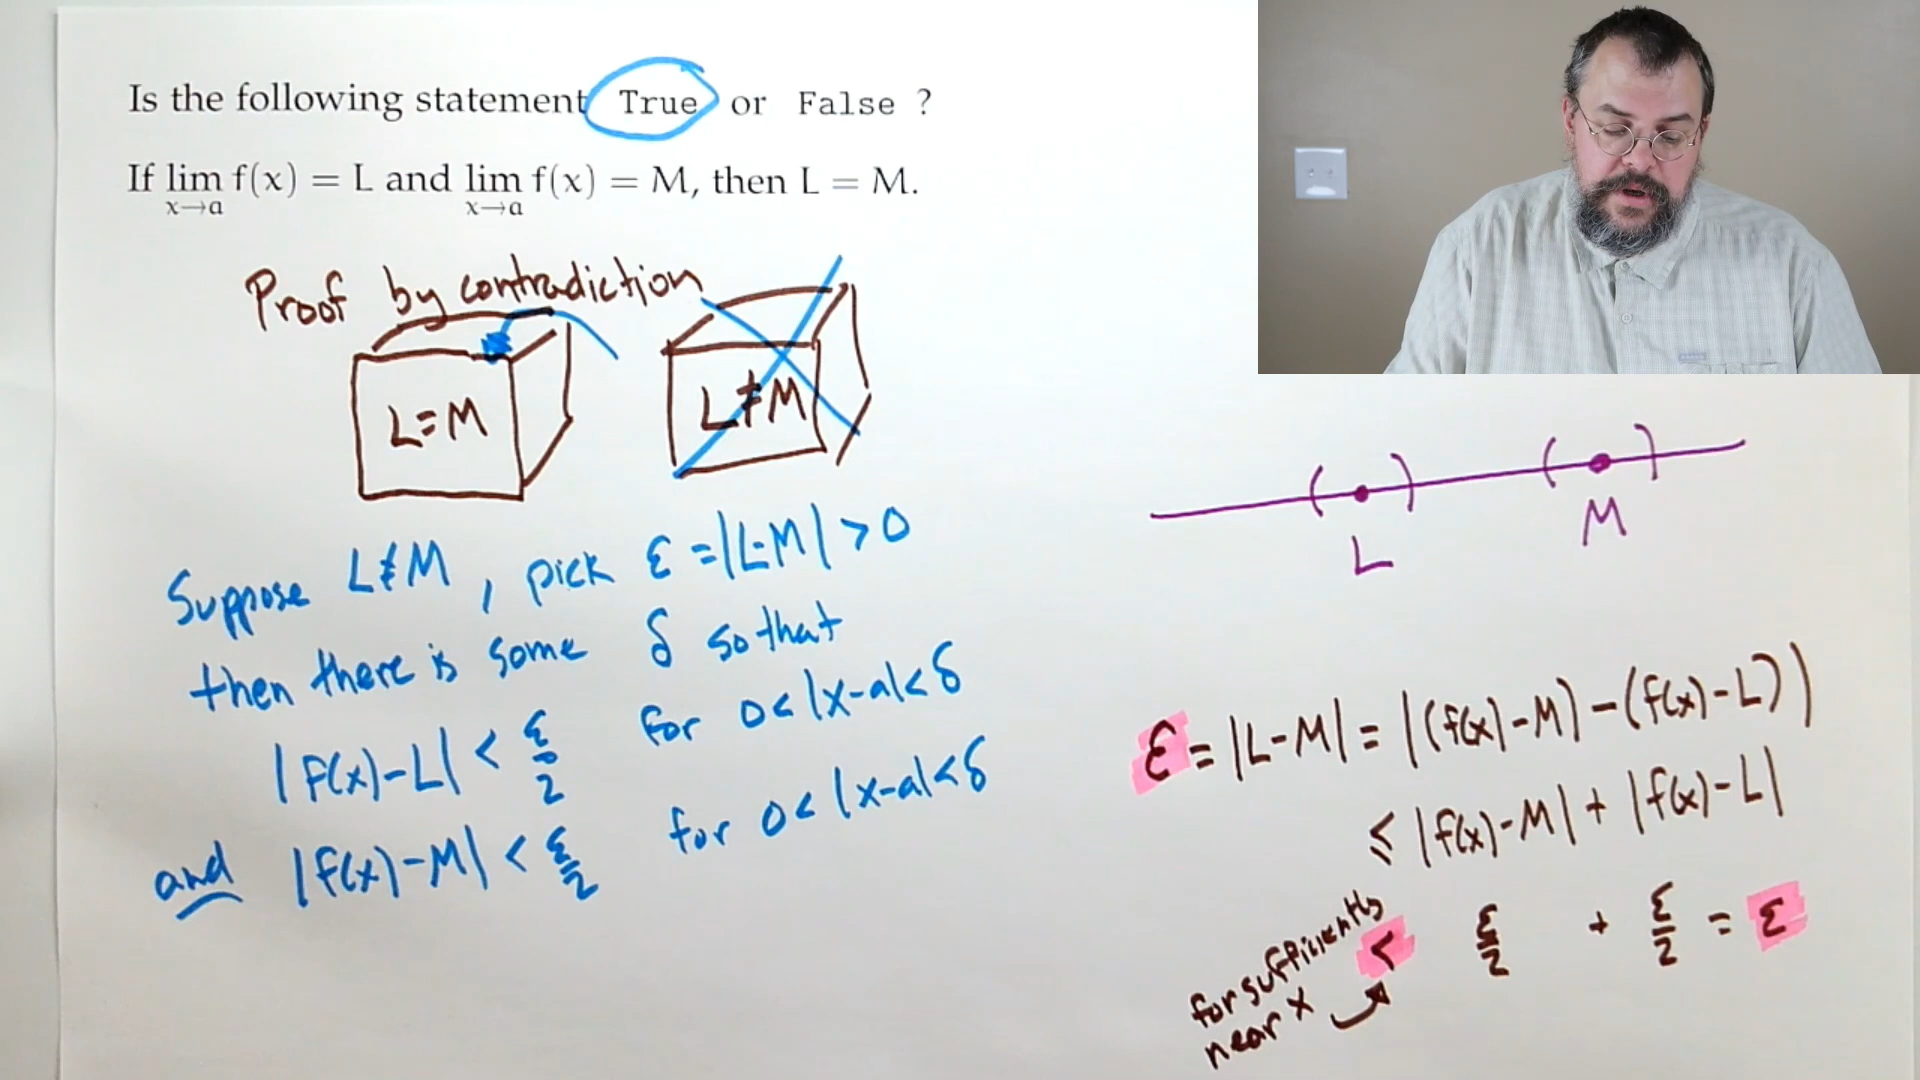 Is the following statement True or False ?
If lim f(x) = L and lim f(x) = M, then L = M.
x→a x→a
Proof by contradiction
L=M
L≠M
Suppose L≠M, pick ε=|L-M|>0
then there is some δ so that
|f(x)-L| < ε/2 for 0<|x-a|<δ
and |f(x)-M| < ε/2 for 0<|x-a|<δ
( ) ( )
L M
ε = |L-M| = |(f(x)-M)-(f(x)-L)|
≤ |f(x)-M| + |f(x)-L|
< ε/2 + ε/2 = ε
for sufficiently
near x